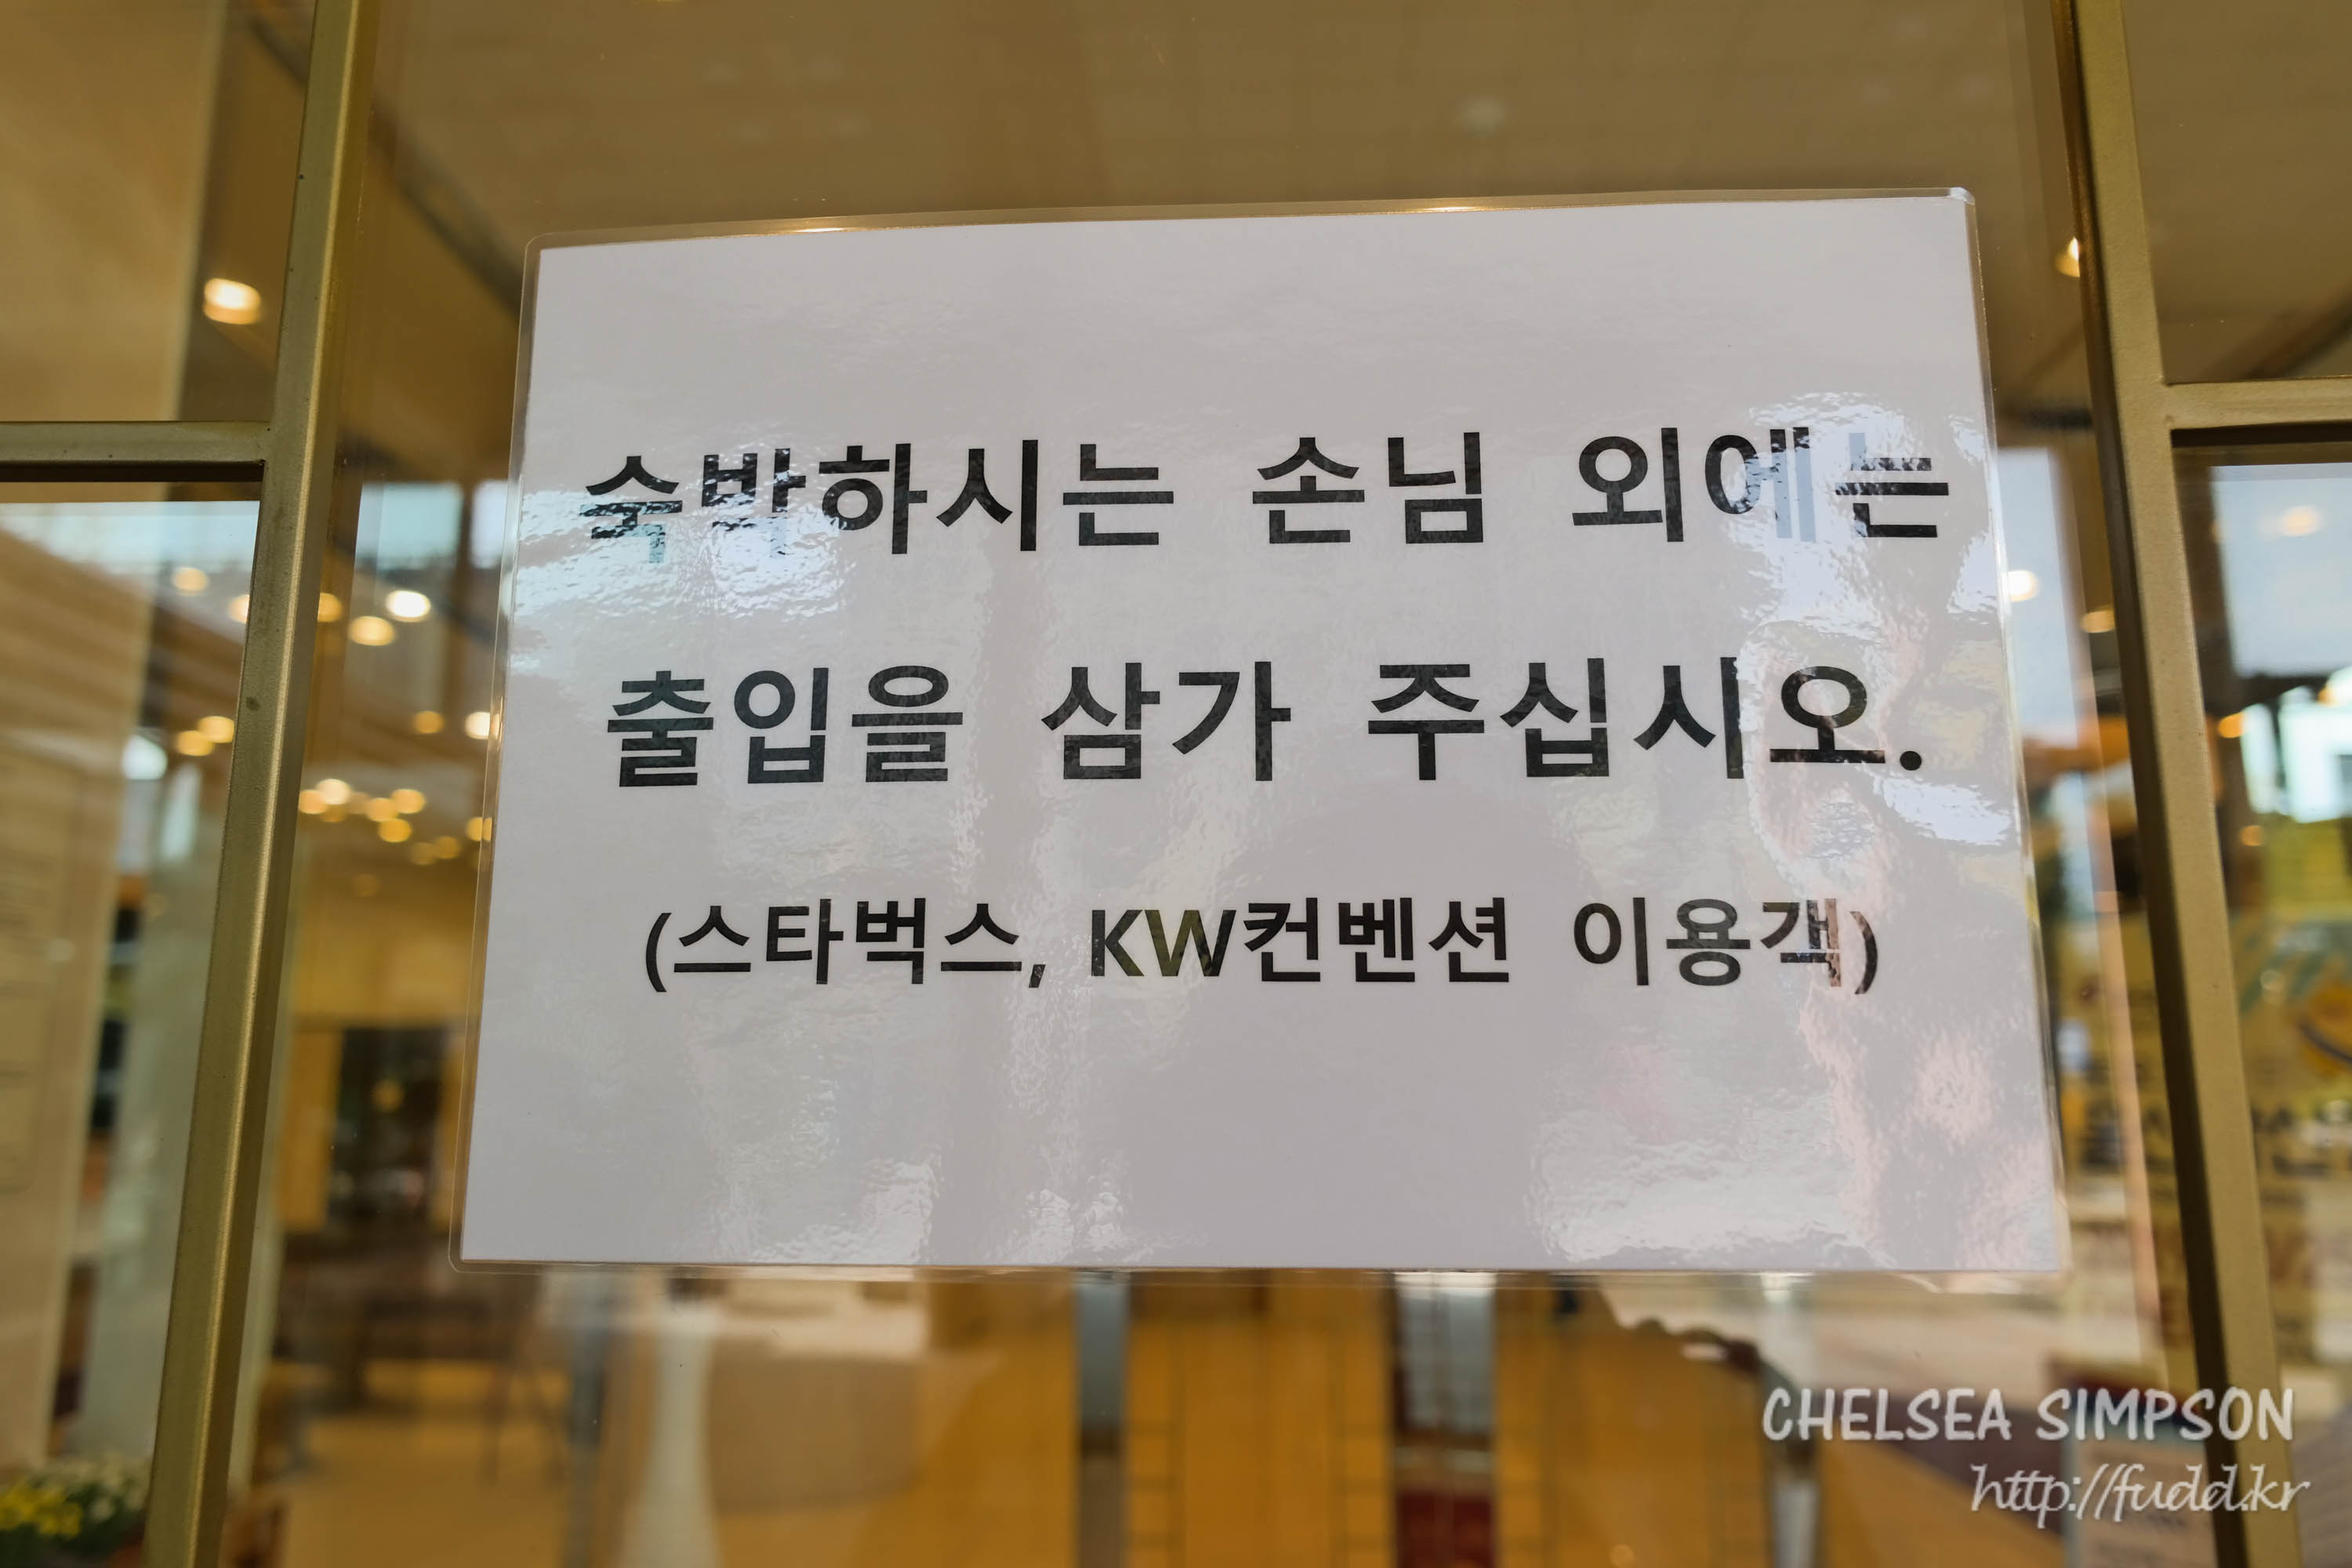 숙박하시는 손님 외에는
출입을 삼가 주십시오.
(스타벅스, KW컨벤션 이용객)
CHELSEA SIMPSON
http://fudd.kr